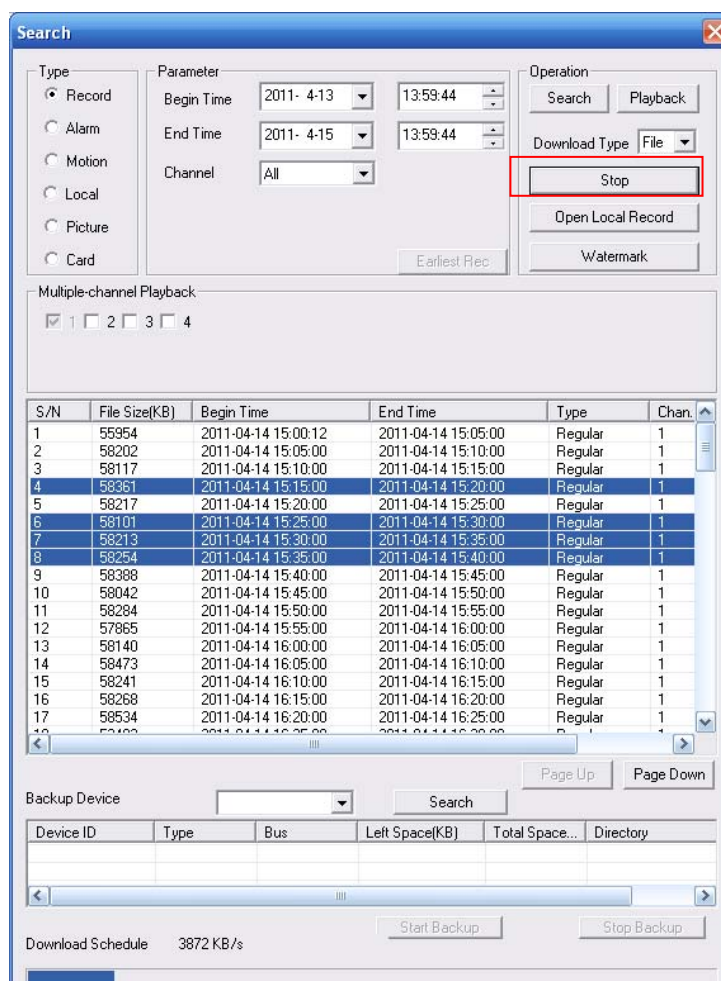 Search
Type Parameter Operation
Record Begin Time 2011- 4-13 13:59:44 Search Playback
Alarm End Time 2011- 4-15 13:59:44 Download Type File
Motion Channel All Stop
Local
Picture Open Local Record
Card Earliest Rec Watermark
Multiple-channel Playback
1 2 3 4
S/N File Size(KB) Begin Time End Time Type Chan.
1 55954 2011-04-14 15:00:12 2011-04-14 15:05:00 Regular 1
2 58202 2011-04-14 15:05:00 2011-04-14 15:10:00 Regular 1
3 58117 2011-04-14 15:10:00 2011-04-14 15:15:00 Regular 1
4 58361 2011-04-14 15:15:00 2011-04-14 15:20:00 Regular 1
5 58217 2011-04-14 15:20:00 2011-04-14 15:25:00 Regular 1
6 58101 2011-04-14 15:25:00 2011-04-14 15:30:00 Regular 1
7 58213 2011-04-14 15:30:00 2011-04-14 15:35:00 Regular 1
8 58254 2011-04-14 15:35:00 2011-04-14 15:40:00 Regular 1
9 58388 2011-04-14 15:40:00 2011-04-14 15:45:00 Regular 1
10 58042 2011-04-14 15:45:00 2011-04-14 15:50:00 Regular 1
11 58284 2011-04-14 15:50:00 2011-04-14 15:55:00 Regular 1
12 57865 2011-04-14 15:55:00 2011-04-14 16:00:00 Regular 1
13 58140 2011-04-14 16:00:00 2011-04-14 16:05:00 Regular 1
14 58473 2011-04-14 16:05:00 2011-04-14 16:10:00 Regular 1
15 58241 2011-04-14 16:10:00 2011-04-14 16:15:00 Regular 1
16 58268 2011-04-14 16:15:00 2011-04-14 16:20:00 Regular 1
17 58534 2011-04-14 16:20:00 2011-04-14 16:25:00 Regular 1
Page Up Page Down
Backup Device Search
Device ID Type Bus Left Space(KB) Total Space... Directory
Start Backup Stop Backup
Download Schedule 3872 KB/s